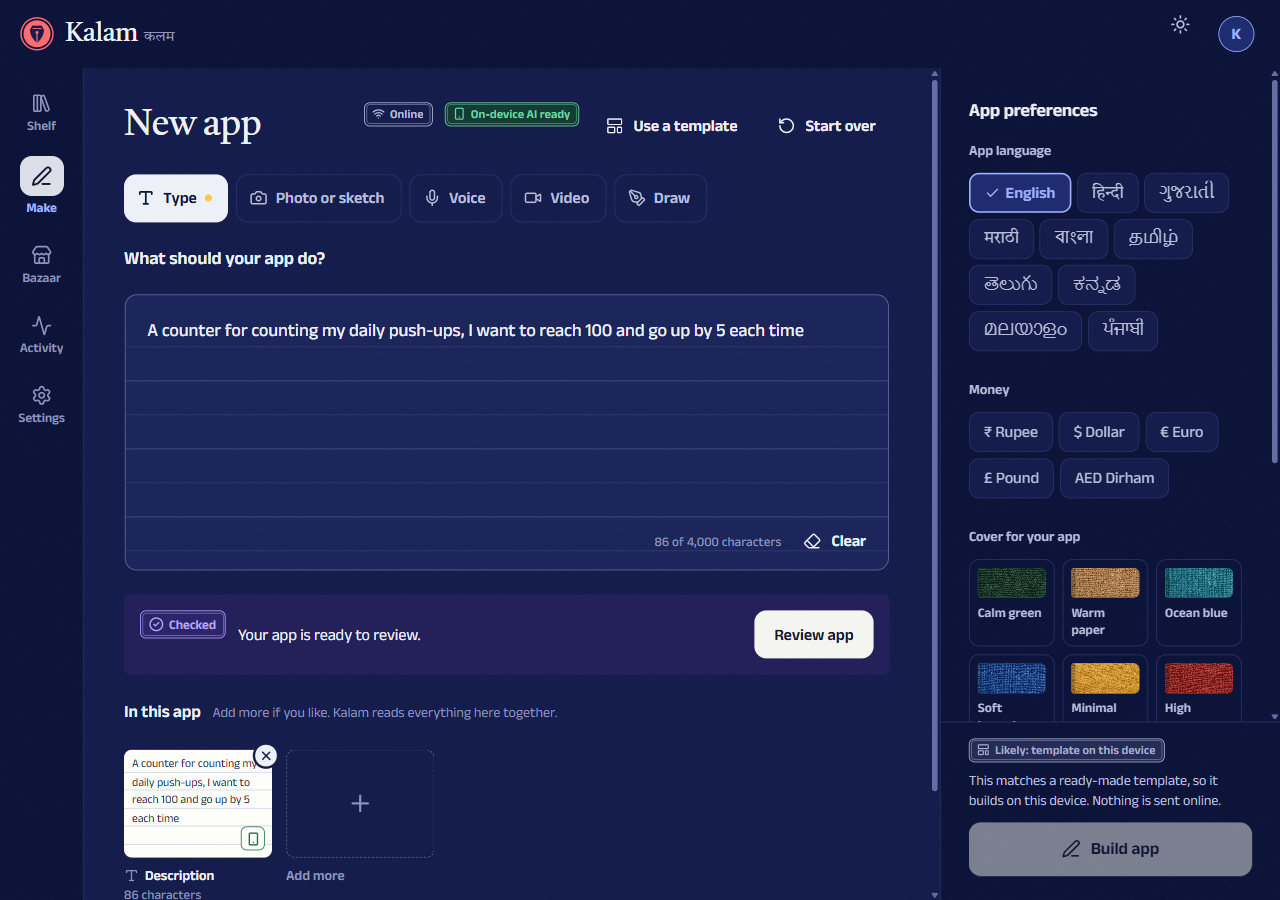 Kalam कलम
K
Shelf
Make
Bazaar
Activity
Settings
New app
Online
On-device AI ready
Use a template
Start over
Type
Photo or sketch
Voice
Video
Draw
What should your app do?
A counter for counting my daily push-ups, I want to reach 100 and go up by 5 each time
86 of 4,000 characters
Clear
Checked
Your app is ready to review.
Review app
In this app
Add more if you like. Kalam reads everything here together.
A counter for counting my
daily push-ups, I want to
reach 100 and go up by 5
each time
Description
86 characters
Add more
App preferences
App language
English
हिन्दी
ગુજરાતી
मराठी
বাংলা
தமிழ்
తెలుగు
ಕನ್ನಡ
മലയാളം
ਪੰਜਾਬੀ
Money
₹ Rupee
$ Dollar
€ Euro
£ Pound
AED Dirham
Cover for your app
Calm green
Warm
paper
Ocean blue
Soft
Minimal
High
Likely: template on this device
This matches a ready-made template, so it
builds on this device. Nothing is sent online.
Build app